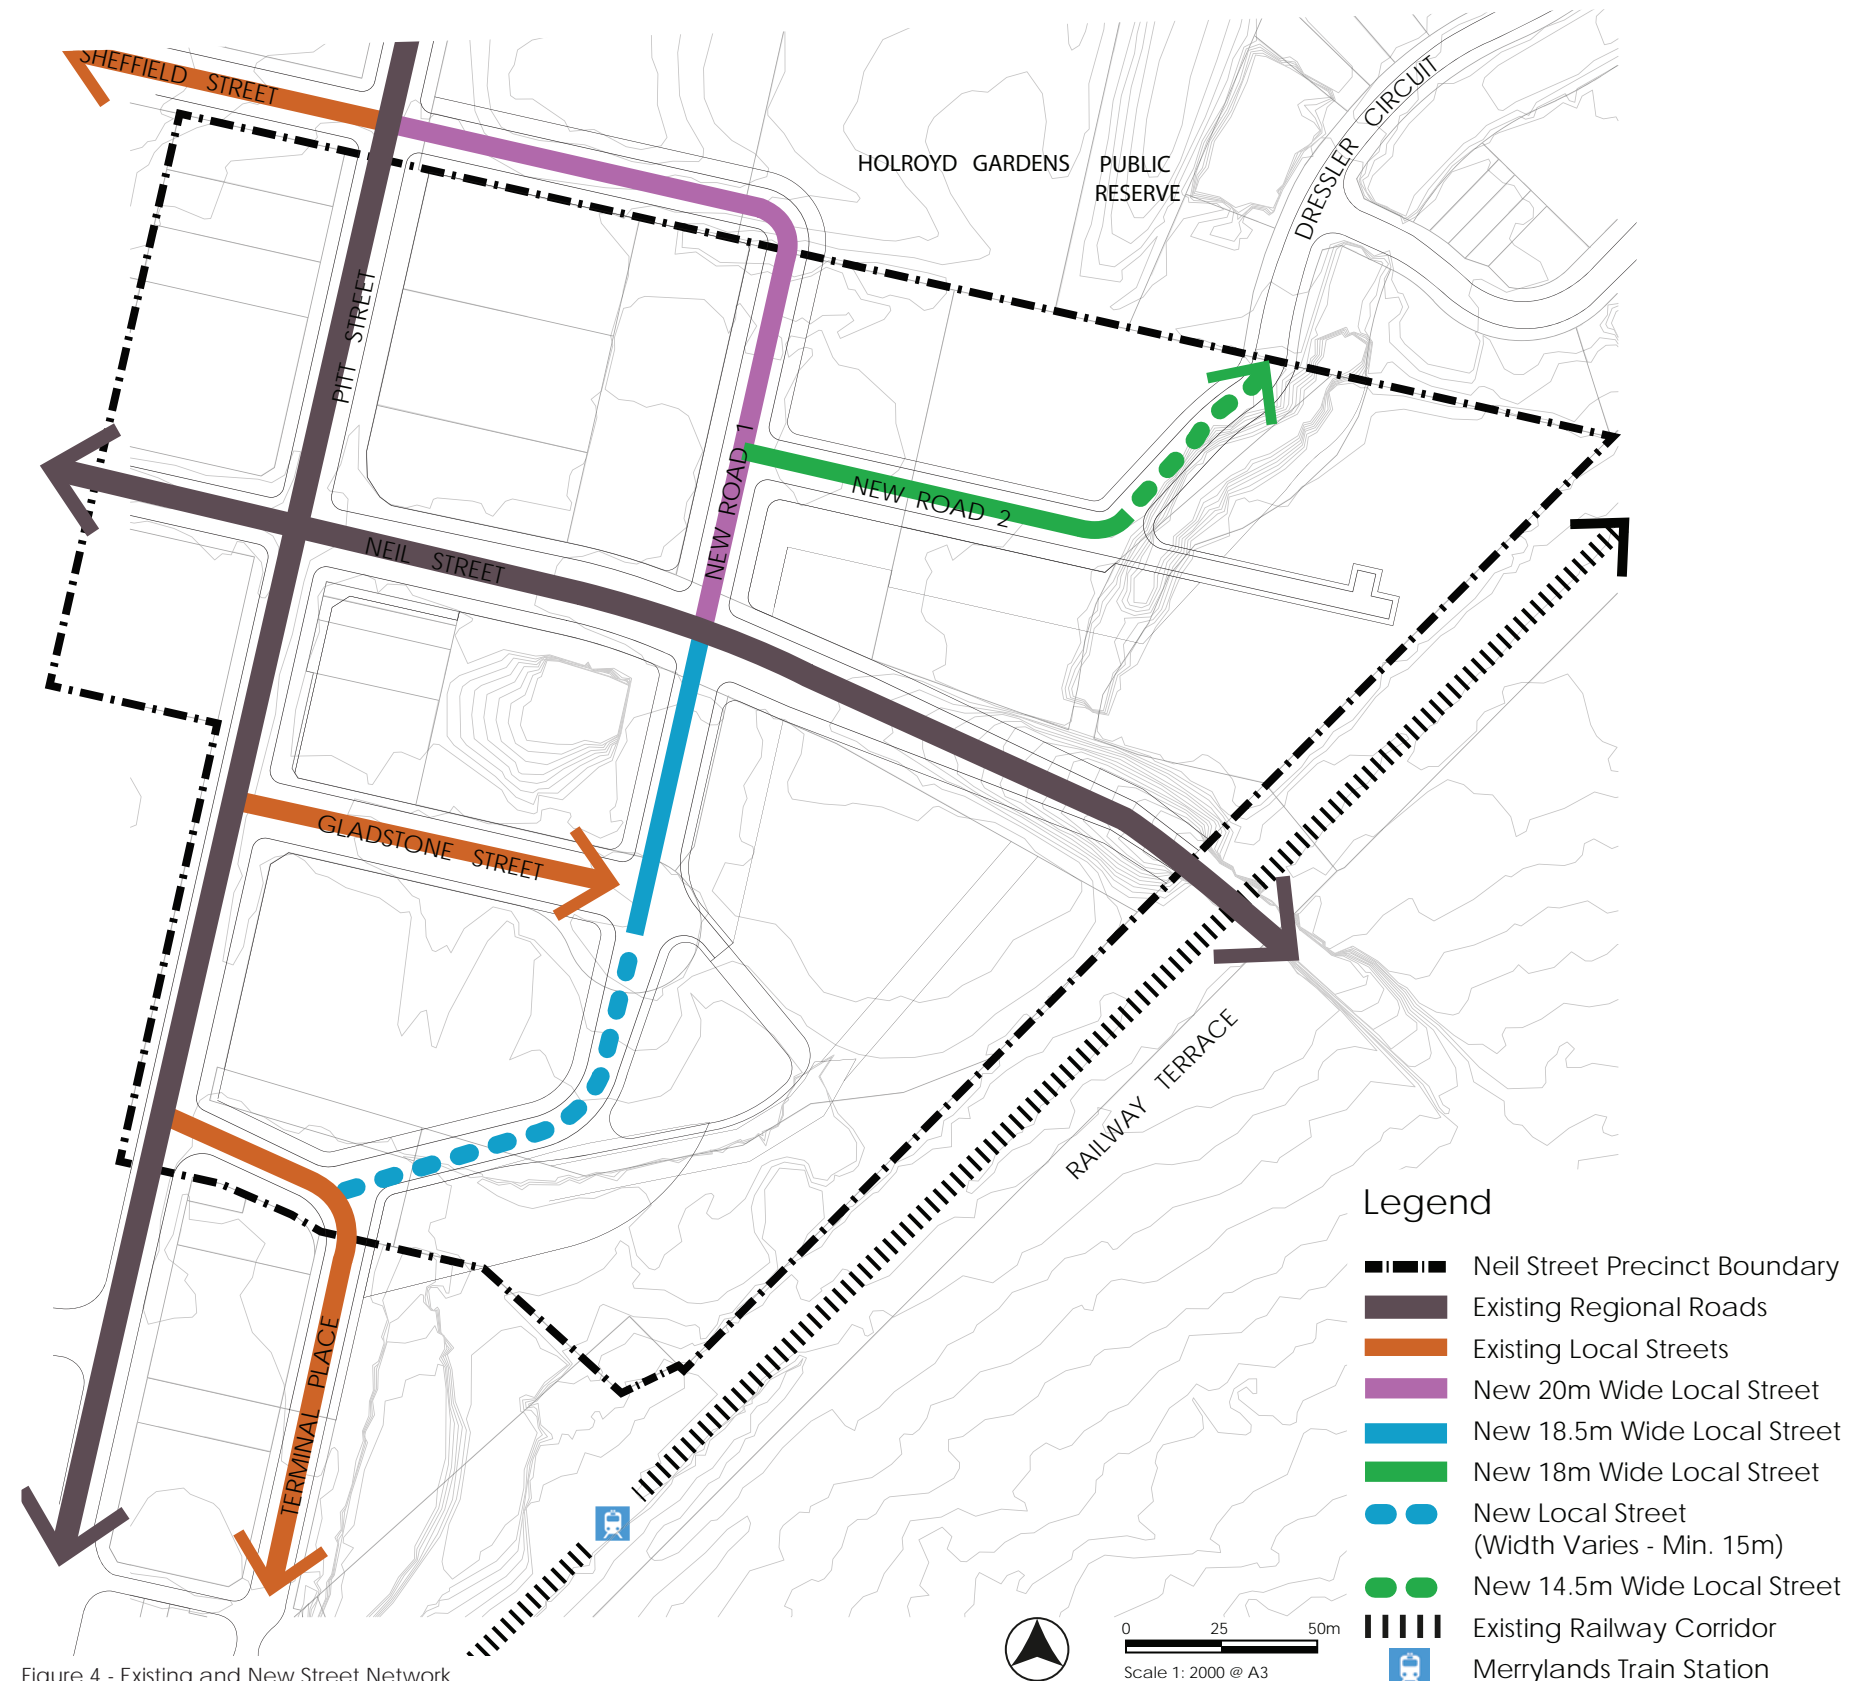 SHEFFIELD STREET
HOLROYD GARDENS PUBLIC
RESERVE
DRESSLER CIRCUIT
PITT STREET
NEW ROAD 1
NEW ROAD 2
NEIL STREET
GLADSTONE STREET
RAILWAY TERRACE
TERMINAL PLACE
Legend
Neil Street Precinct Boundary
Existing Regional Roads
Existing Local Streets
New 20m Wide Local Street
New 18.5m Wide Local Street
New 18m Wide Local Street
New Local Street
(Width Varies - Min. 15m)
New 14.5m Wide Local Street
Existing Railway Corridor
Merrylands Train Station
0 25 50m
Scale 1: 2000 @ A3
Figure 4 - Existing and New Street Network